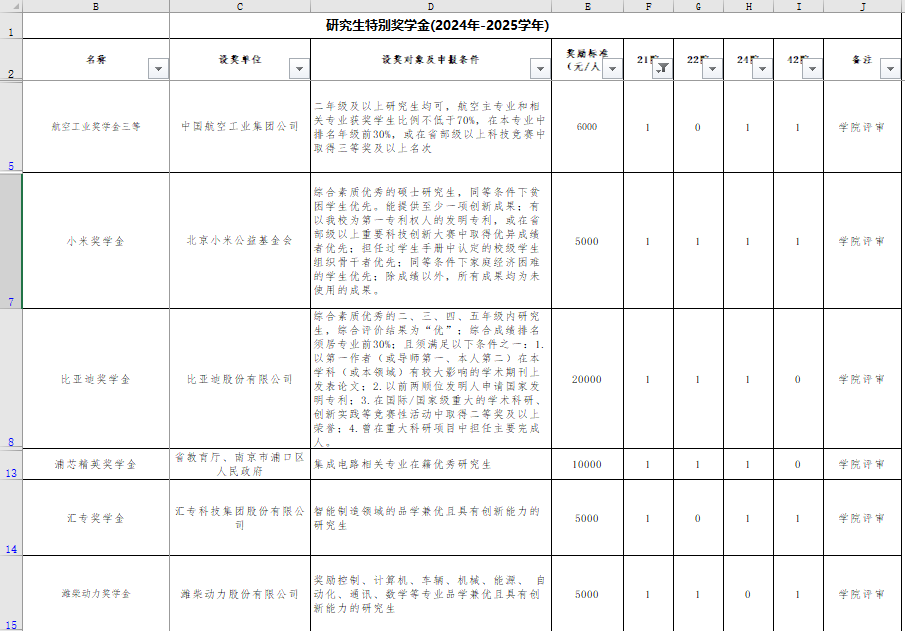 B C D E F G H I J
1 研究生特别奖学金(2024年-2025学年)
2 名称 设奖单位 设奖对象及申报条件 奖励标准
(元/人 21 22 24 42 备注
航空工业奖学金三等 中国航空工业集团公司 二年级及以上研究生均可，航空主专业和相
关专业获奖学生比例不低于70%，在本专业中
排名年级前30%，或在省部级以上科技竞赛中
取得三等奖及以上名次 6000 1 0 1 1 学院评审
5
小米奖学金 北京小米公益基金会 综合素质优秀的硕士研究生，同等条件下贫
困学生优先。能提供至少一项创新成果；有
以我校为第一专利权人的发明专利，或在省
部级以上重要科技创新大赛中取得优异成绩
者优先；担任过学生手册中认定的校级学生
组织骨干者优先；同等条件下家庭经济困难
的学生优先；除成绩以外，所有成果均为未
使用的成果。 5000 1 1 1 1 学院评审
7
比亚迪奖学金 比亚迪股份有限公司 综合素质优秀的二、三、四、五年级内研究
生，综合评价结果为“优”；综合成绩排名
须居专业前30%；且须满足以下条件之一：1.
以第一作者（或导师第一、本人第二）在本
学科（或本领域）有较大影响的学术期刊上
发表论文；2.以前两顺位发明人申请国家发
明专利；3.在国际/国家级重大的学术科研、
创新实践等竞赛性活动中取得二等奖及以上
荣誉；4.曾在重大科研项目中担任主要完成
人。 20000 1 1 1 0 学院评审
8
浦芯精英奖学金 省教育厅、南京市浦口区
人民政府 集成电路相关专业在籍优秀研究生 10000 1 1 1 0 学院评审
13
汇专奖学金 汇专科技集团股份有限公
司 智能制造领域的品学兼优且具有创新能力的
研究生 5000 1 0 1 1 学院评审
14
潍柴动力奖学金 潍柴动力股份有限公司 奖励控制、计算机、车辆、机械、能源、 自
动化、通讯、数学等专业品学兼优且具有创
新能力的研究生 5000 1 1 0 1 学院评审
15